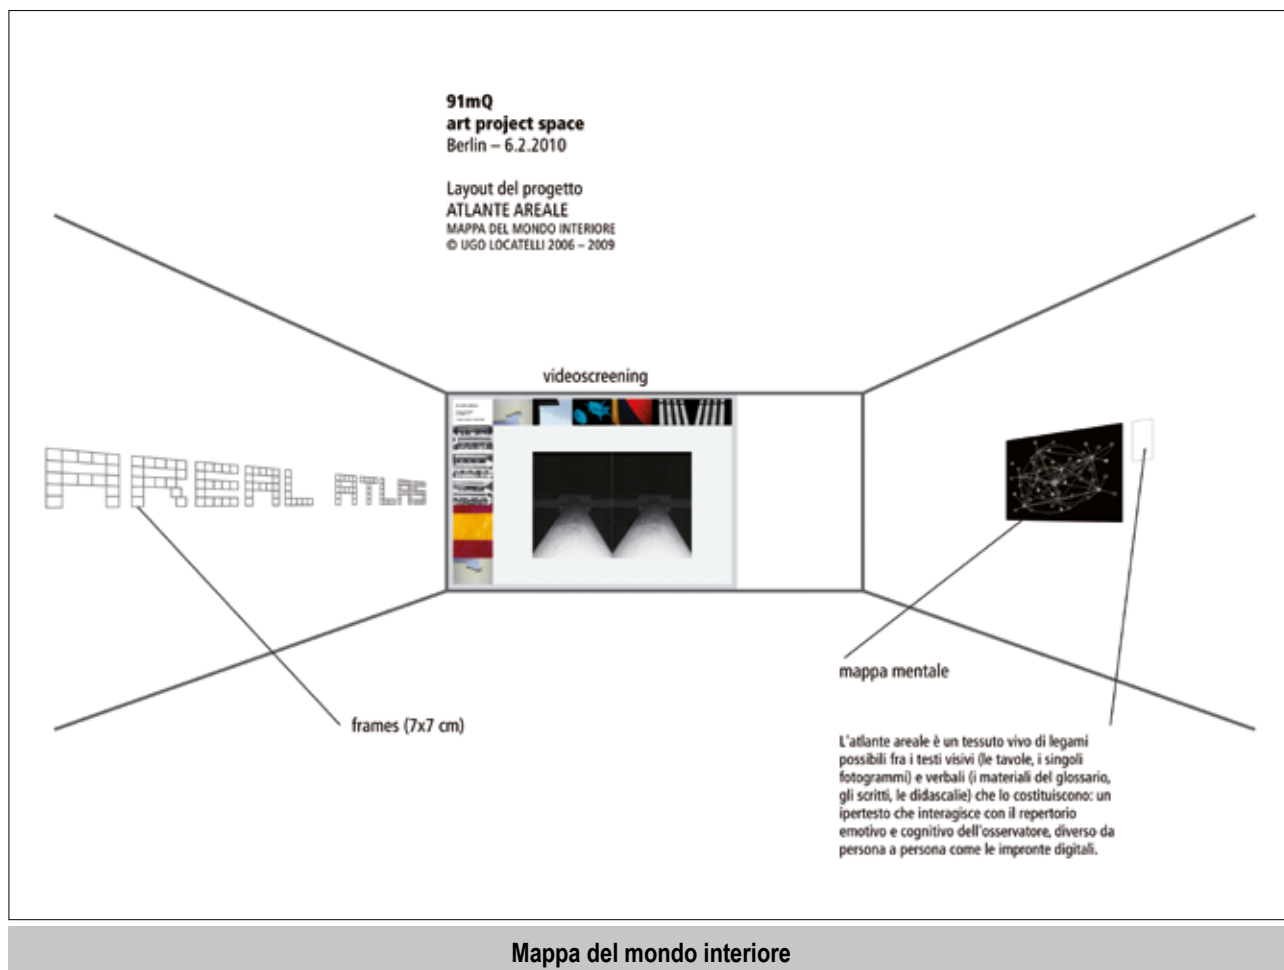 91mQ
art project space
Berlin – 6.2.2010
Layout del progetto
ATLANTE AREALE
MAPPA DEL MONDO INTERIORE
© UGO LOCATELLI 2006 – 2009
videoscreening
AREAL ATLAS
frames (7x7 cm)
mappa mentale
L'atlante areale è un tessuto vivo di legami
possibili fra i testi visivi (le tavole, i singoli
fotogrammi) e verbali (i materiali del glossario,
gli scritti, le didascalie) che lo costituiscono: un
ipertesto che interagisce con il repertorio
emotivo e cognitivo dell'osservatore, diverso da
persona a persona come le impronte digitali.
Mappa del mondo interiore